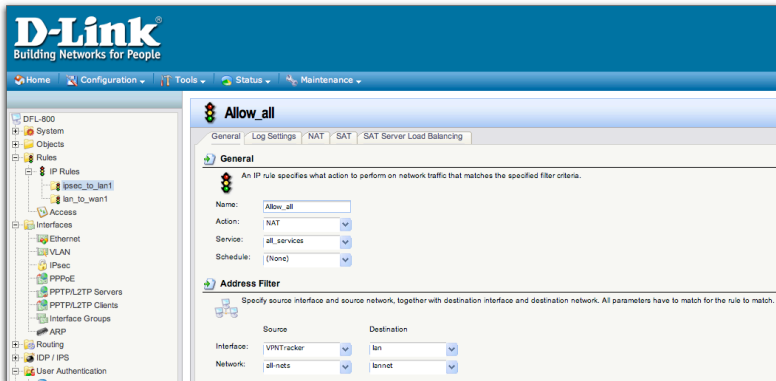 D-Link®
Building Networks for People
Home Configuration Tools Status Maintenance
DFL-800
System
Objects
Rules
IP Rules
ipsec_to_lan1
lan_to_wan1
Access
Interfaces
Ethernet
VLAN
IPsec
PPPoE
PPTP/L2TP Servers
PPTP/L2TP Clients
Interface Groups
ARP
Routing
IDP / IPS
User Authentication
Allow_all
General Log Settings NAT SAT SAT Server Load Balancing
General
An IP rule specifies what action to perform on network traffic that matches the specified filter criteria.
Name: Allow_all
Action: NAT
Service: all_services
Schedule: (None)
Address Filter
Specify source interface and source network, together with destination interface and destination network. All parameters have to match for the rule to match.
Source Destination
Interface: VPNTracker lan
Network: all-nets lannet